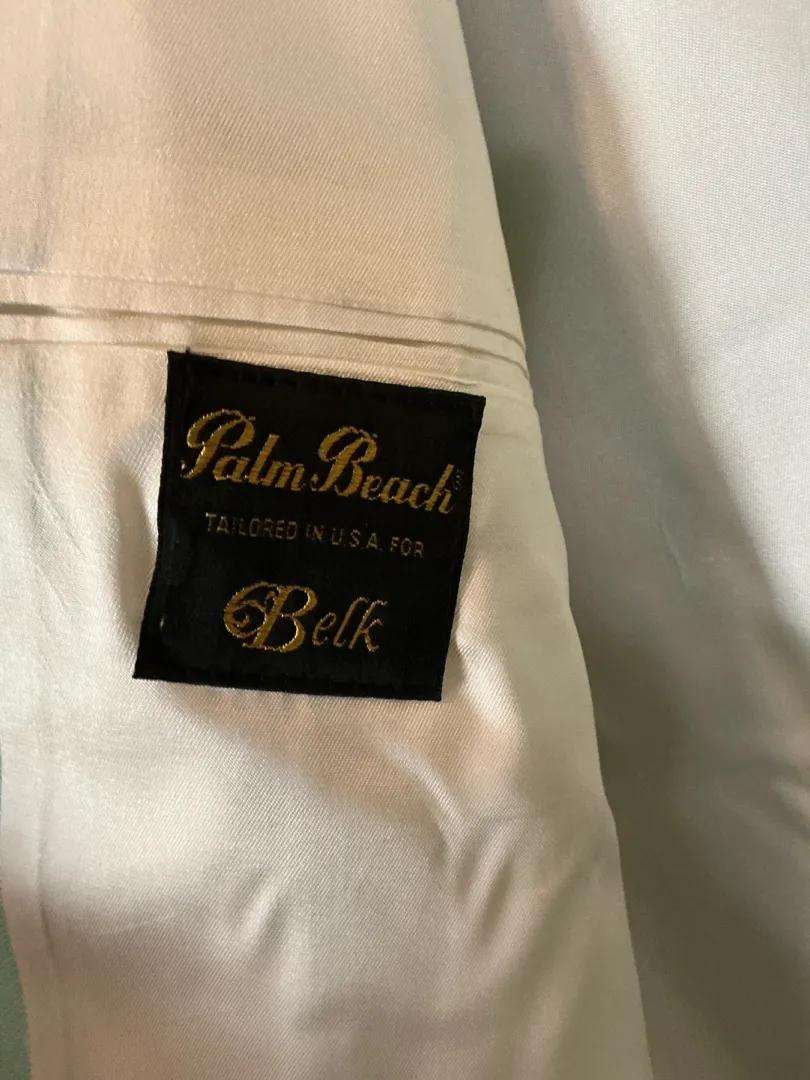 Palm Beach®
TAILORED IN U.S.A. FOR
Belk